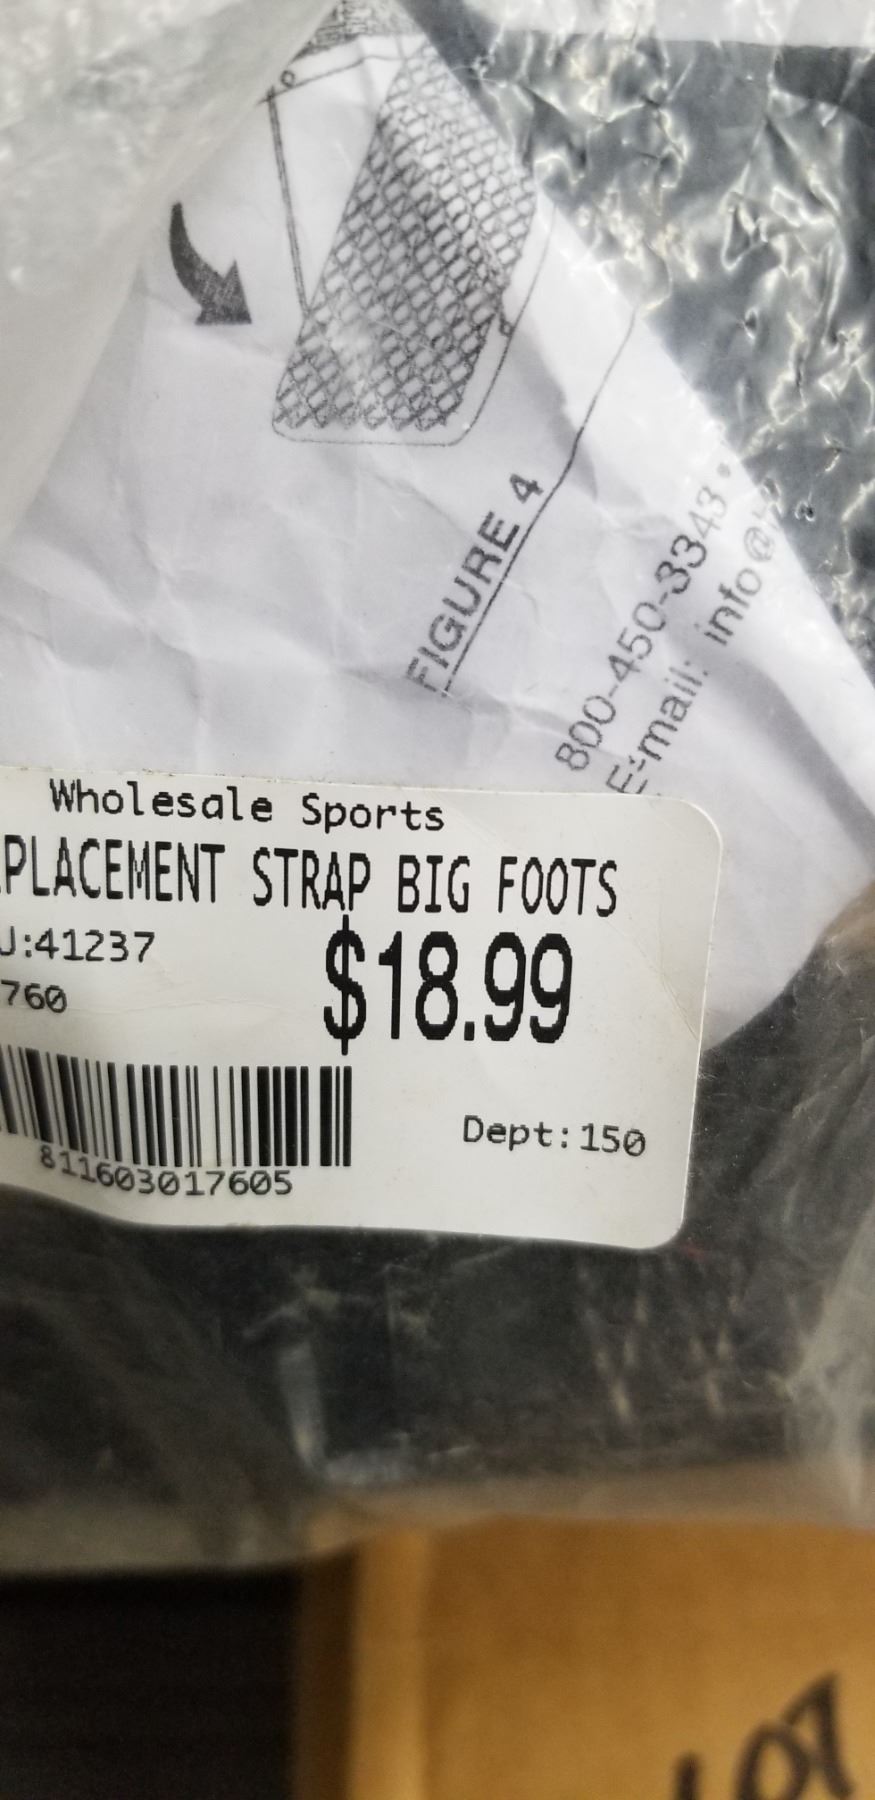 FIGURE 4
800-450-3343 •
E-mail: info@
Wholesale Sports
PLACEMENT STRAP BIG FOOTS
U:41237
$18.99
760
811603017605
Dept:150
07